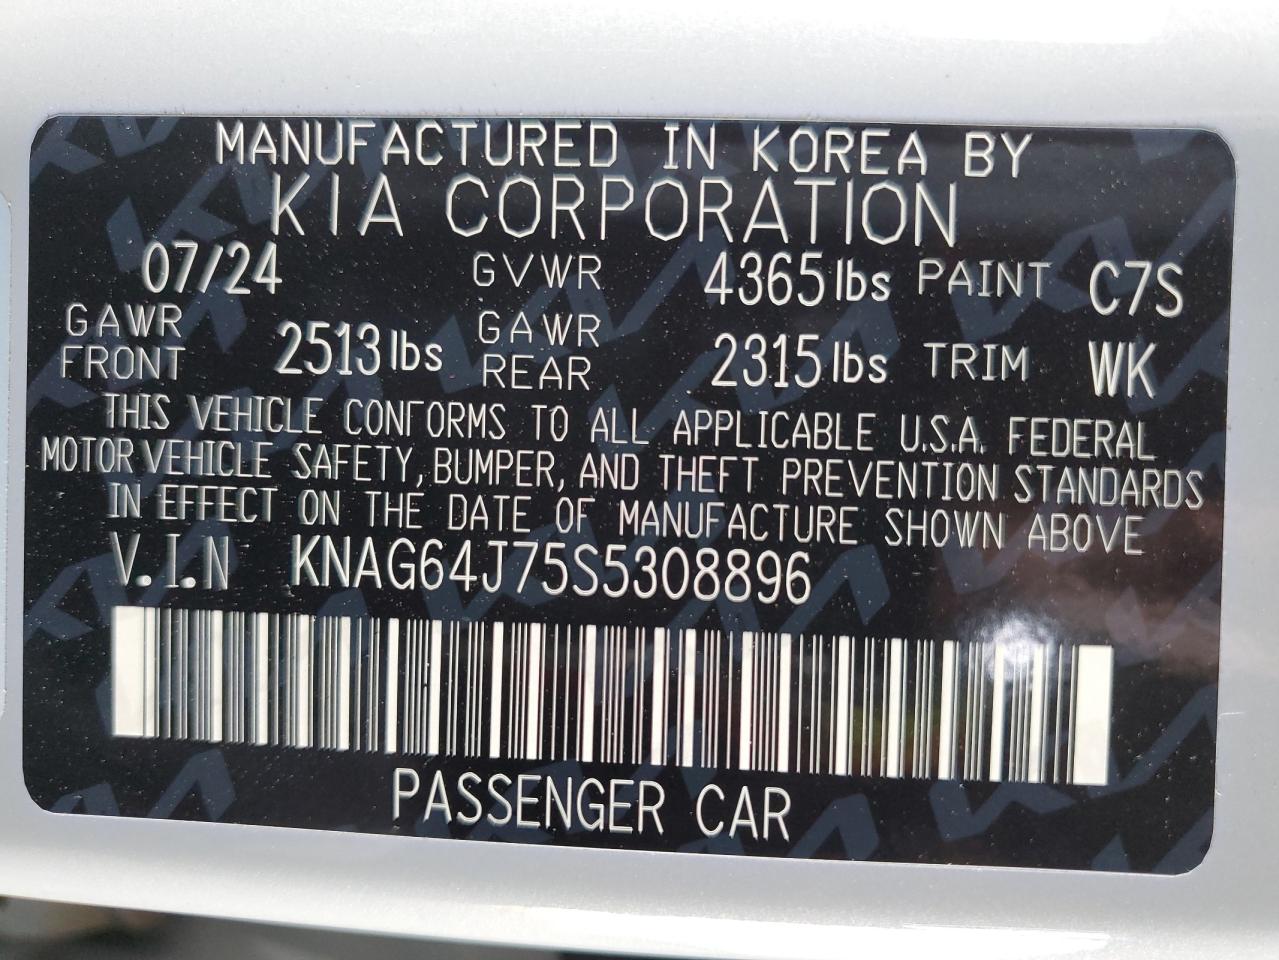 MANUFACTURED IN KOREA BY
KIA CORPORATION
07/24 GVWR 4365 lbs PAINT C7S
GAWR FRONT 2513 lbs GAWR REAR 2315 lbs TRIM WK
THIS VEHICLE CONFORMS TO ALL APPLICABLE U.S.A. FEDERAL
MOTOR VEHICLE SAFETY, BUMPER, AND THEFT PREVENTION STANDARDS
IN EFFECT ON THE DATE OF MANUFACTURE SHOWN ABOVE
V.I.N KNAG64J75S5308896
PASSENGER CAR